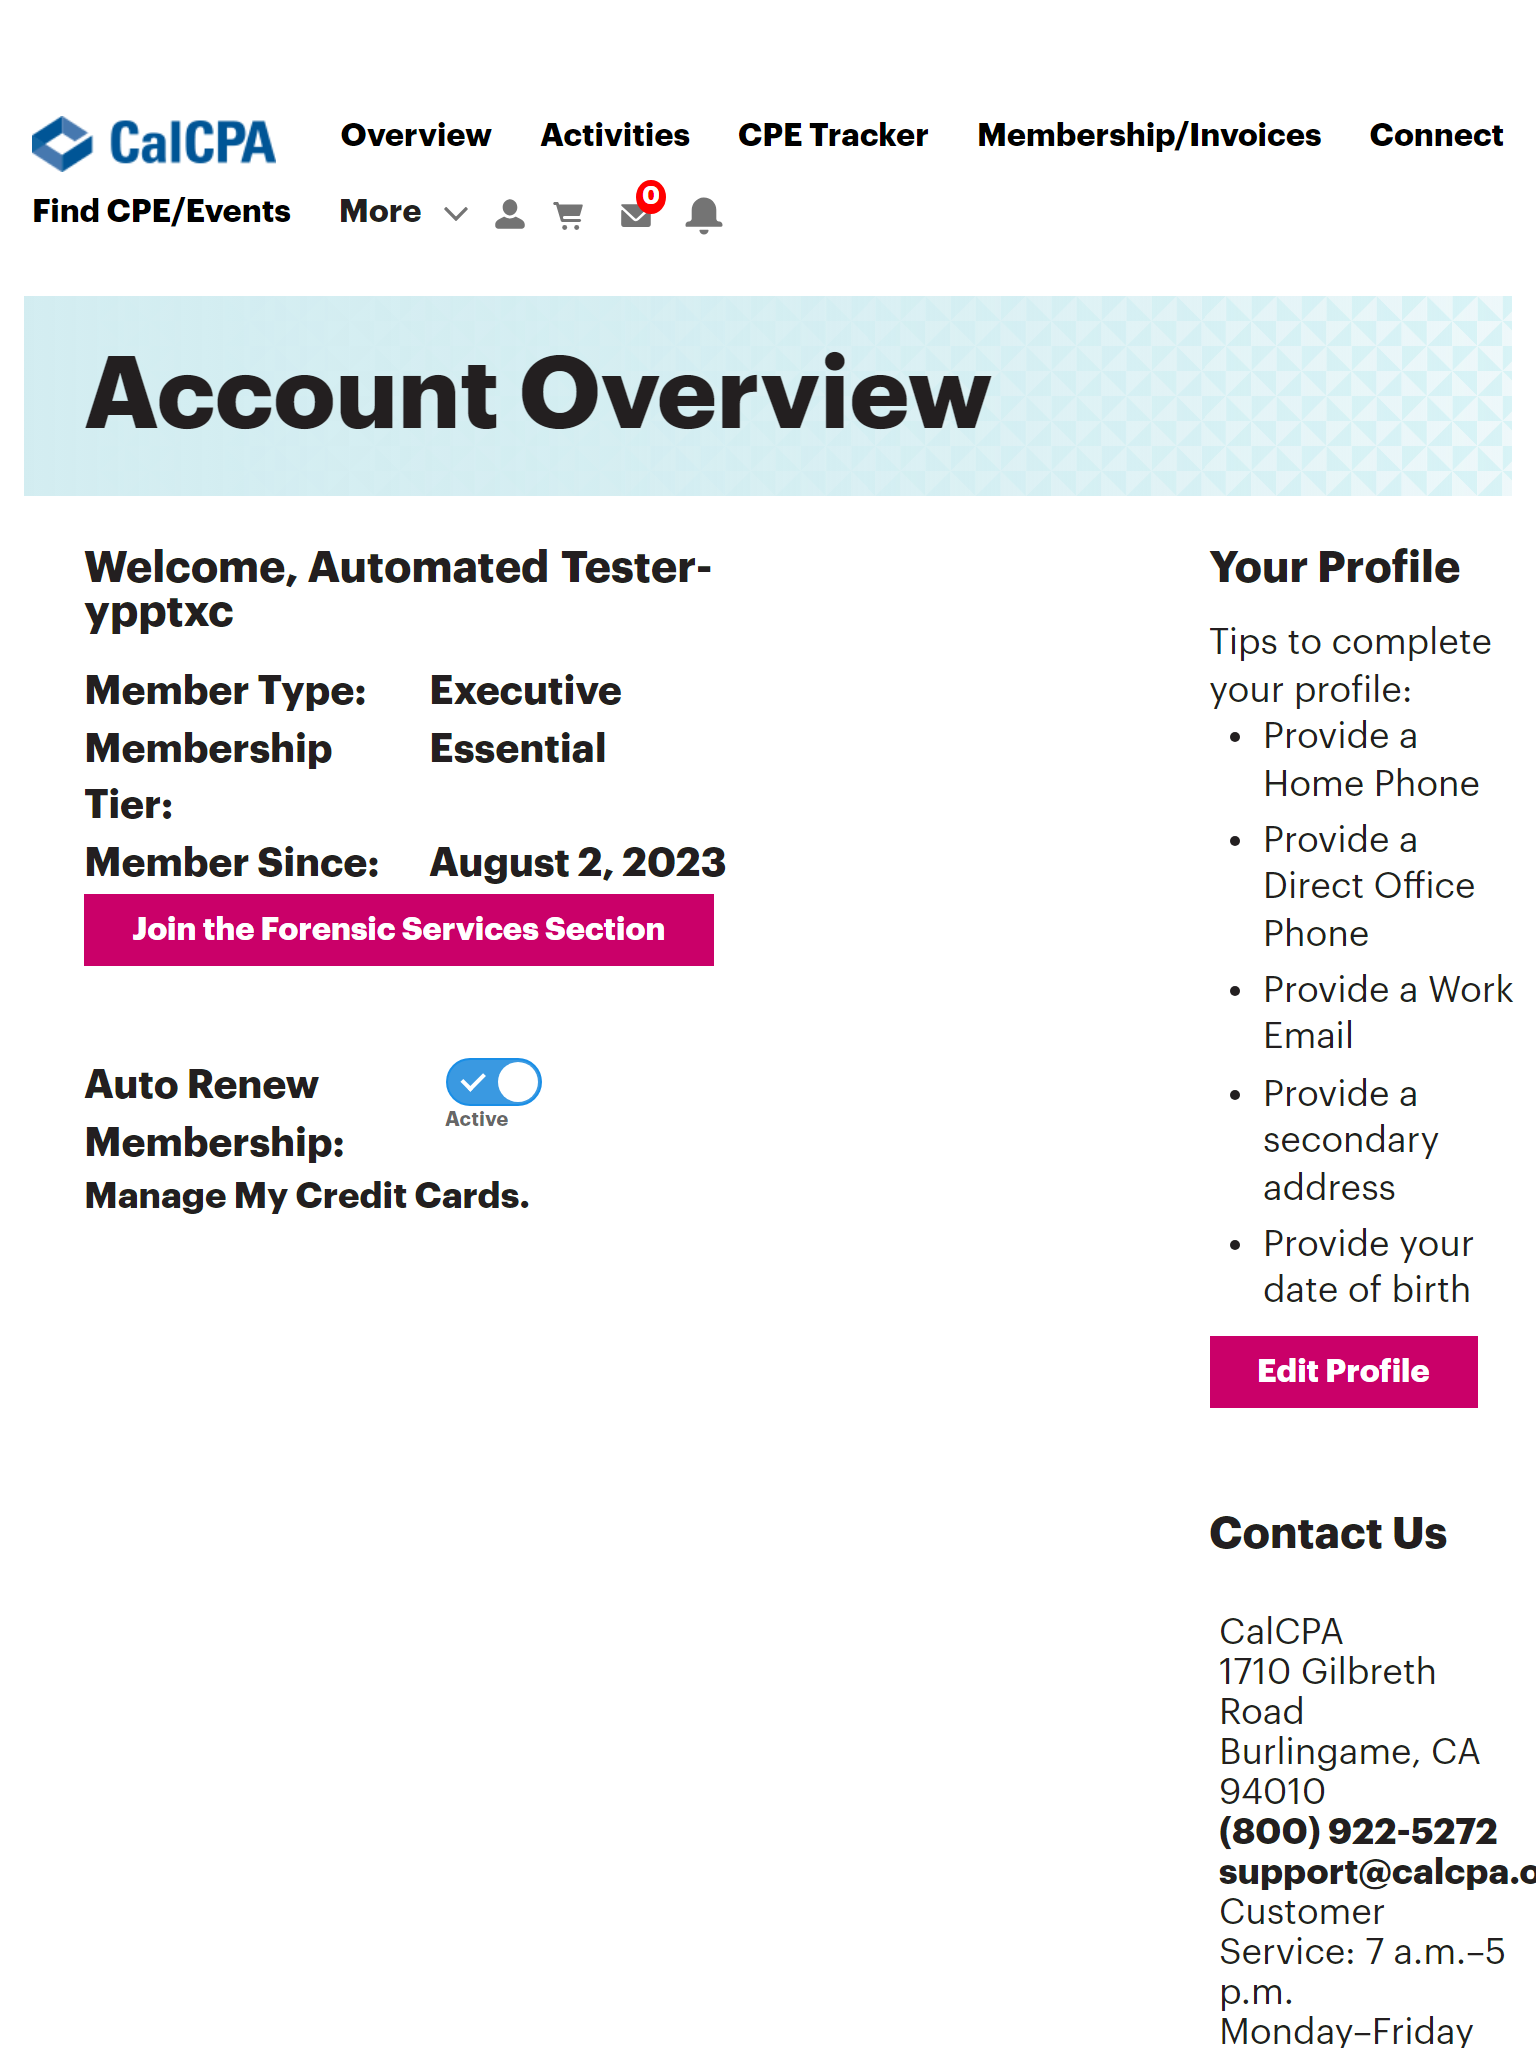 CalCPA
Overview Activities CPE Tracker Membership/Invoices Connect
Find CPE/Events More 0
Account Overview
Welcome, Automated Tester-
ypptxc
Member Type: Executive
Membership Essential
Tier:
Member Since: August 2, 2023
Join the Forensic Services Section
Auto Renew
Active
Membership:
Manage My Credit Cards.
Your Profile
Tips to complete
your profile:
• Provide a
Home Phone
• Provide a
Direct Office
Phone
• Provide a Work
Email
• Provide a
secondary
address
• Provide your
date of birth
Edit Profile
Contact Us
CalCPA
1710 Gilbreth
Road
Burlingame, CA
94010
(800) 922-5272
support@calcpa.o
Customer
Service: 7 a.m.–5
p.m.
Monday–Friday